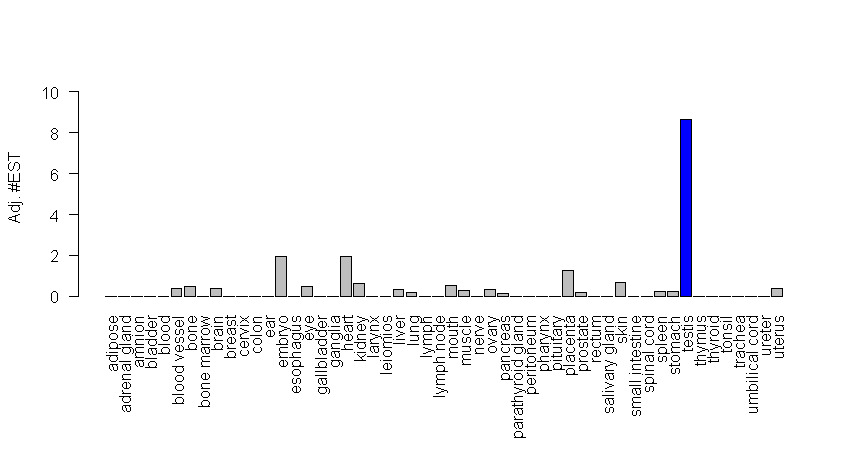 10
8
6
4
2
0
Adj. #EST
adipose
adrenal gland
amnion
bladder
blood
blood vessel
bone
bone marrow
brain
breast
cervix
colon
ear
embryo
esophagus
eye
gallbladder
ganglia
heart
kidney
larynx
leiomios
liver
lung
lymph
lymph node
mouth
muscle
nerve
ovary
pancreas
parathyroid gland
peritoneum
pharynx
pituitary
placenta
prostate
rectum
salivary gland
skin
small intestine
spinal cord
spleen
stomach
testis
thymus
thyroid
tonsil
trachea
umbilical cord
ureter
uterus